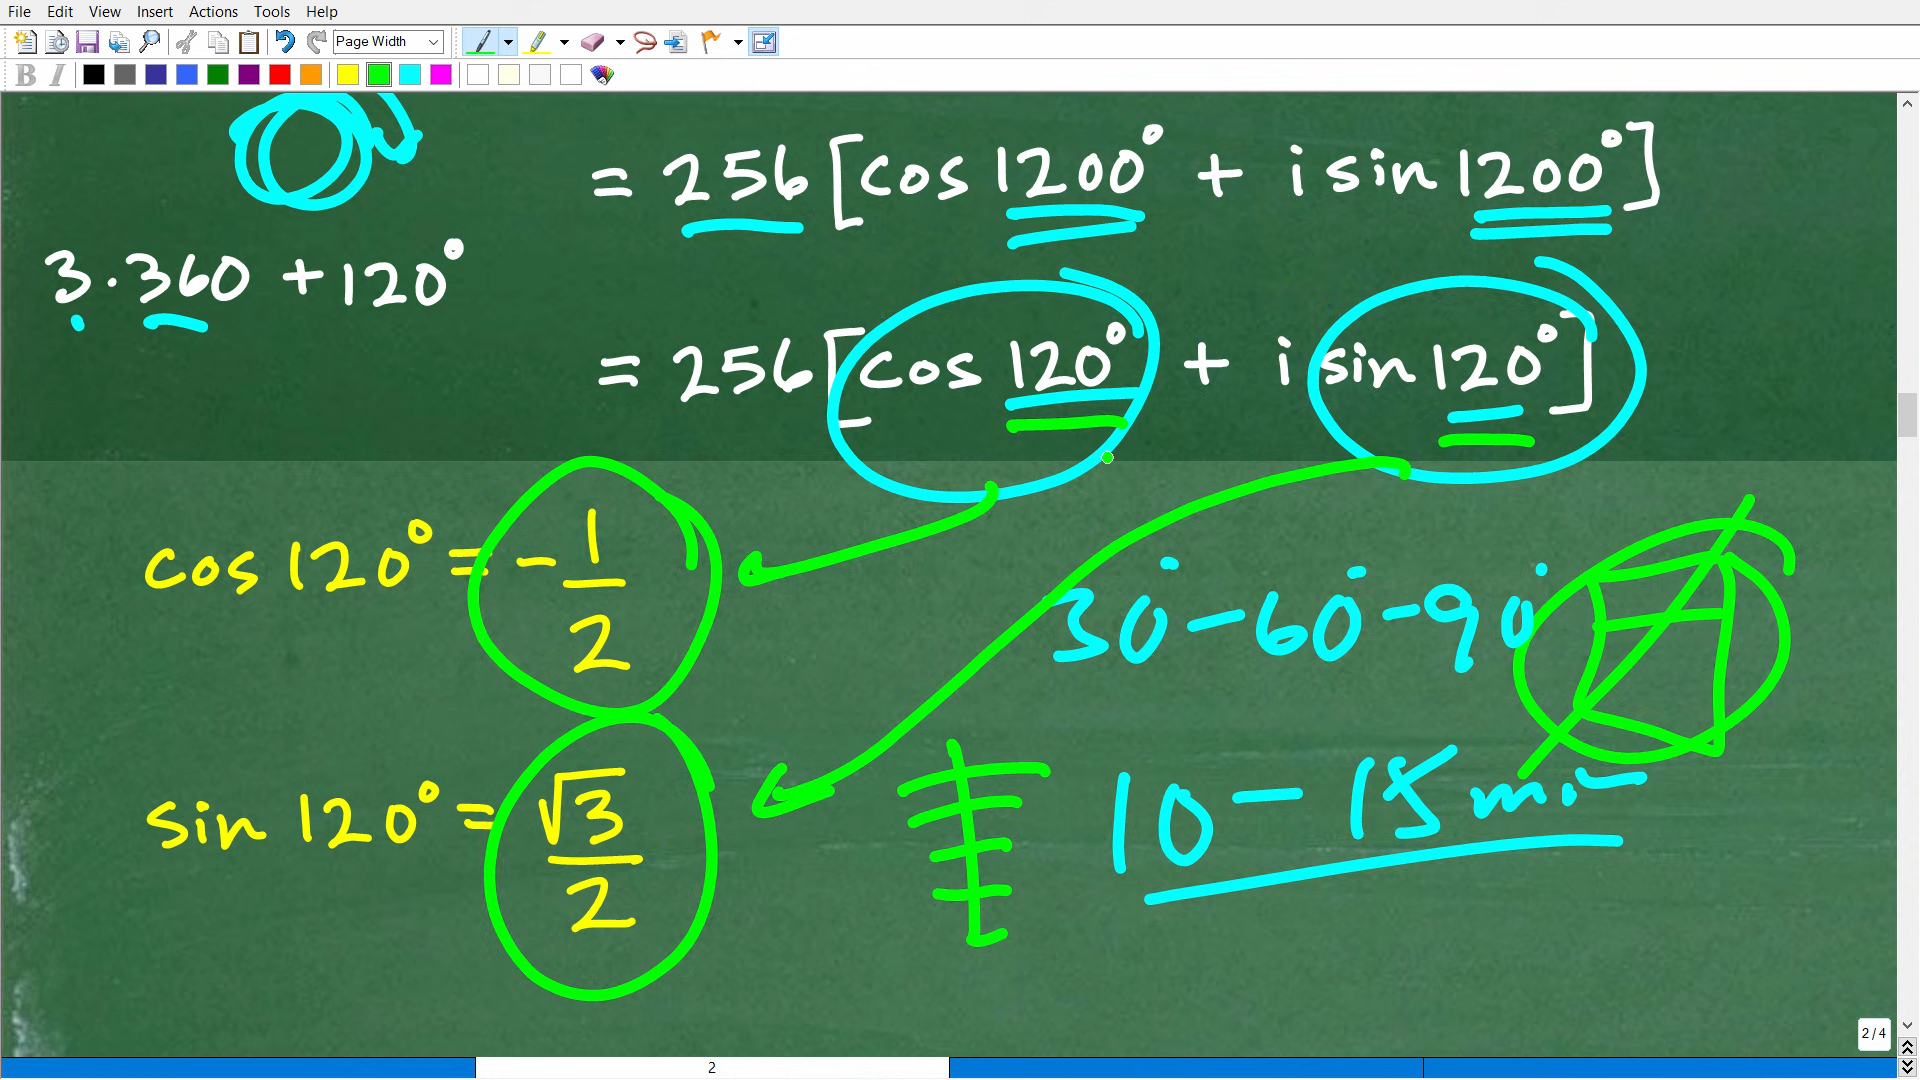 File Edit View Insert Actions Tools Help
Page Width
B I
= 256 [cos 1200° + i sin 1200°]
3·360 + 120°
= 256 [cos 120° + i sin 120°]
cos 120° = -1/2
30°-60°-90°
sin 120° = √3/2
10 - 15 min
2 / 4
2